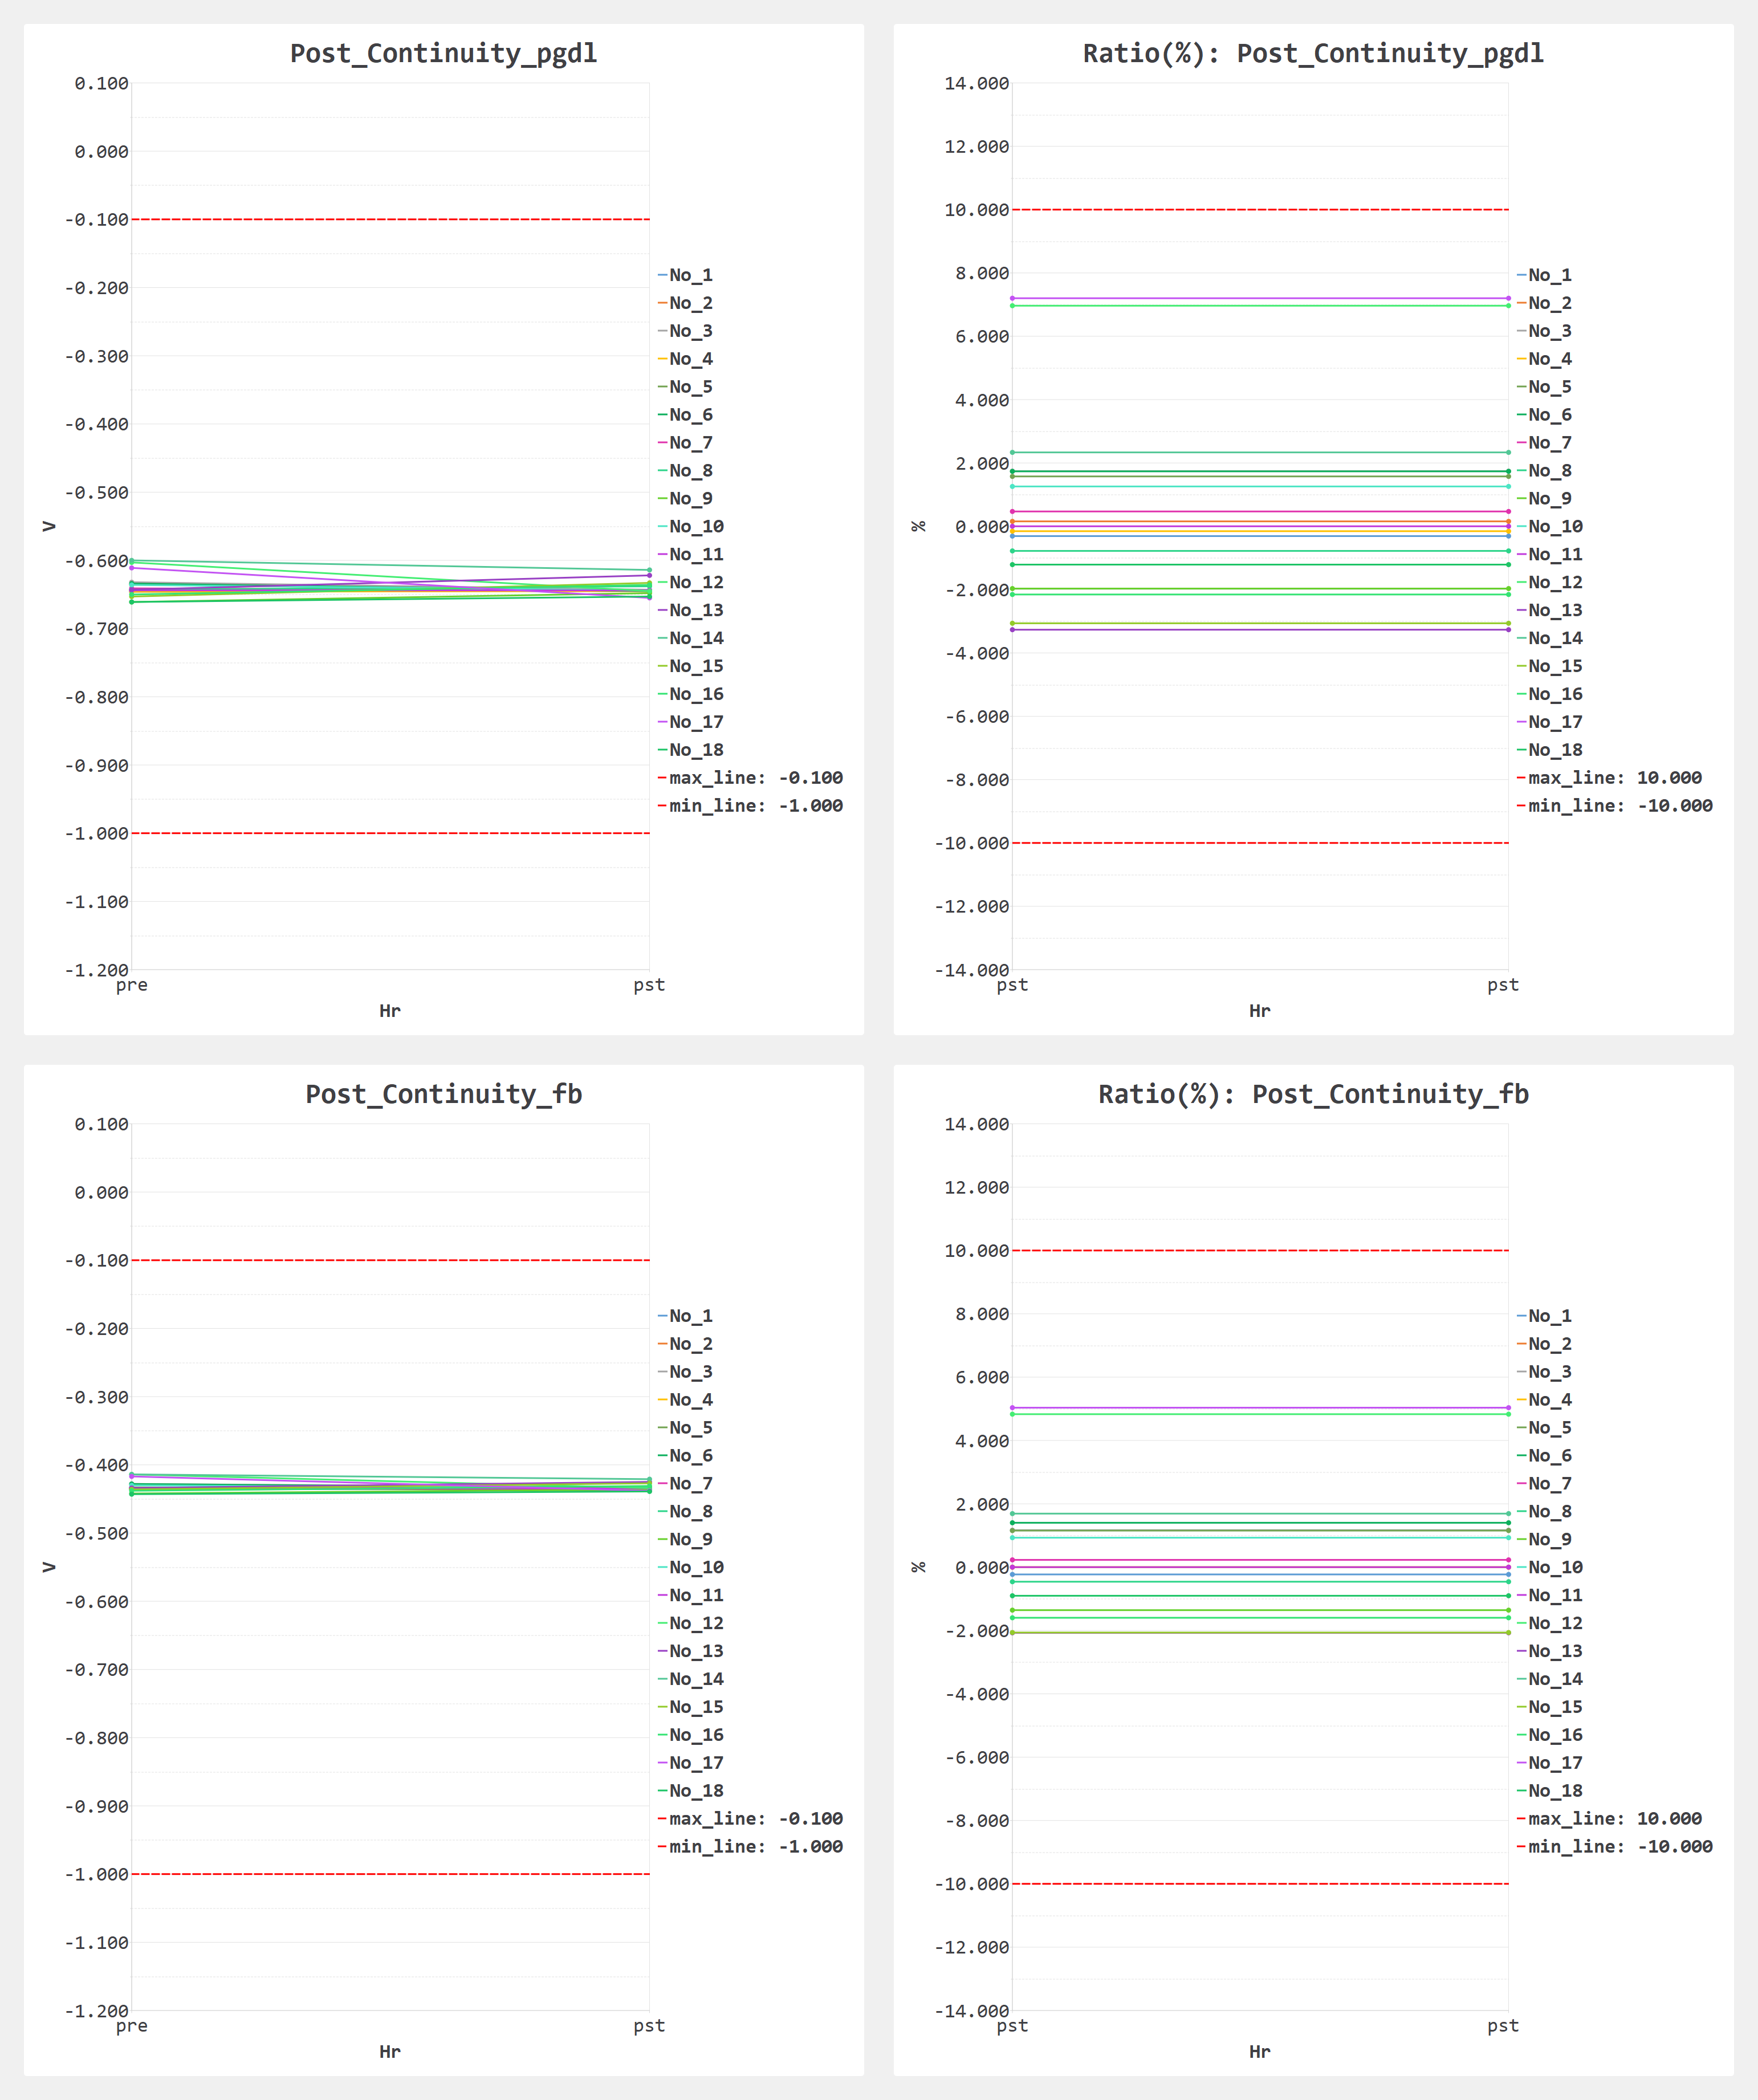 Post_Continuity_pgdl
0.100
0.000
-0.100
-0.200
-0.300
-0.400
-0.500
-0.600
-0.700
-0.800
-0.900
-1.000
-1.100
-1.200
V
pre
pst
Hr
No_1
No_2
No_3
No_4
No_5
No_6
No_7
No_8
No_9
No_10
No_11
No_12
No_13
No_14
No_15
No_16
No_17
No_18
max_line: -0.100
min_line: -1.000
Ratio(%): Post_Continuity_pgdl
14.000
12.000
10.000
8.000
6.000
4.000
2.000
0.000
-2.000
-4.000
-6.000
-8.000
-10.000
-12.000
-14.000
%
pst
pst
Hr
No_1
No_2
No_3
No_4
No_5
No_6
No_7
No_8
No_9
No_10
No_11
No_12
No_13
No_14
No_15
No_16
No_17
No_18
max_line: 10.000
min_line: -10.000
Post_Continuity_fb
0.100
0.000
-0.100
-0.200
-0.300
-0.400
-0.500
-0.600
-0.700
-0.800
-0.900
-1.000
-1.100
-1.200
V
pre
pst
Hr
No_1
No_2
No_3
No_4
No_5
No_6
No_7
No_8
No_9
No_10
No_11
No_12
No_13
No_14
No_15
No_16
No_17
No_18
max_line: -0.100
min_line: -1.000
Ratio(%): Post_Continuity_fb
14.000
12.000
10.000
8.000
6.000
4.000
2.000
0.000
-2.000
-4.000
-6.000
-8.000
-10.000
-12.000
-14.000
%
pst
pst
Hr
No_1
No_2
No_3
No_4
No_5
No_6
No_7
No_8
No_9
No_10
No_11
No_12
No_13
No_14
No_15
No_16
No_17
No_18
max_line: 10.000
min_line: -10.000